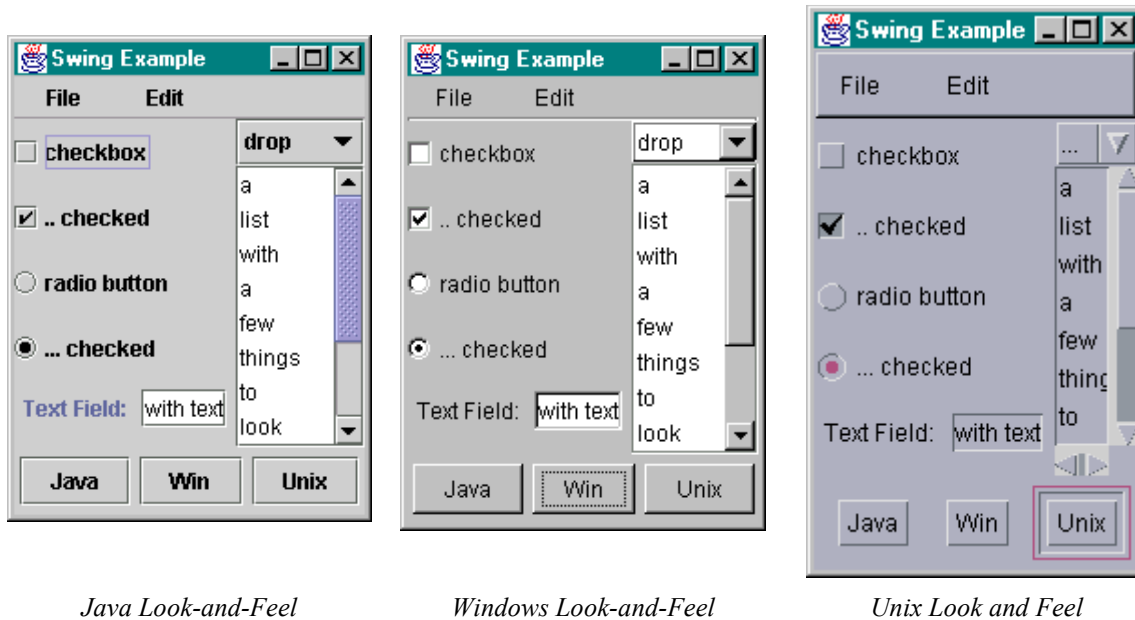 Swing Example
File Edit
checkbox
drop
.. checked
radio button
... checked
Text Field: with text
a
list
with
a
few
things
to
look
Java Win Unix
Java Look-and-Feel
Swing Example
File Edit
checkbox
drop
.. checked
radio button
... checked
Text Field: with text
a
list
with
a
few
things
to
look
Java Win Unix
Windows Look-and-Feel
Swing Example
File Edit
checkbox
...
.. checked
radio button
... checked
Text Field: with text
a
list
with
a
few
thing
to
Java Win Unix
Unix Look and Feel